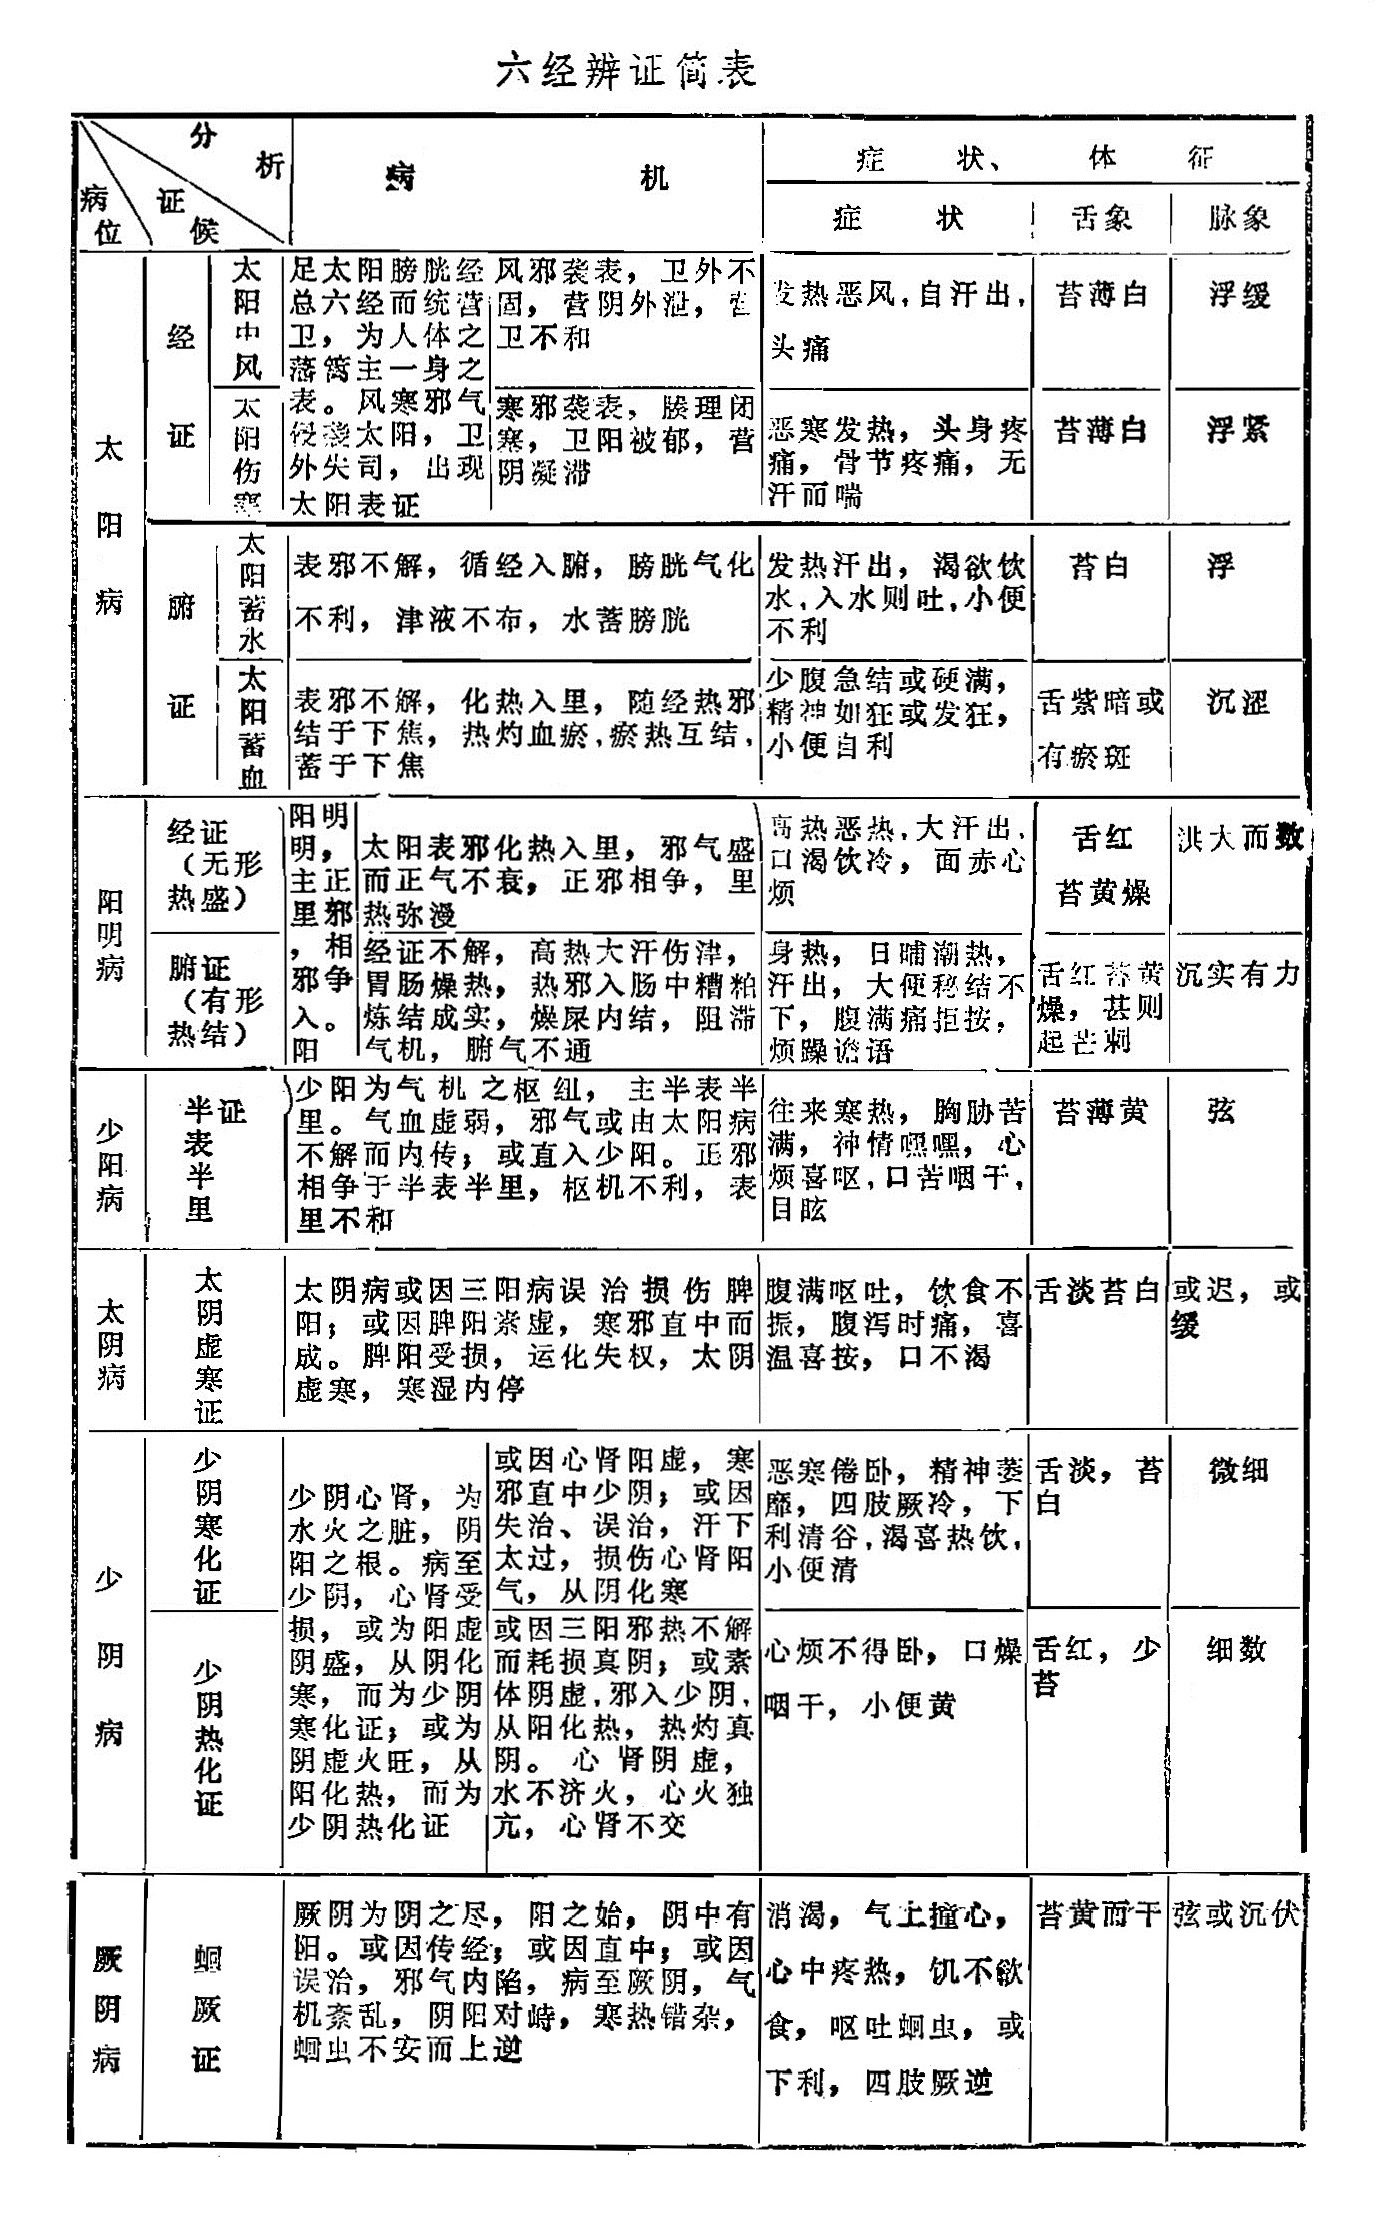 六经辨证简表
分析
病位
证候
病机
症状、体征
症状
舌象
脉象
太阳病
经证
太阳中风
足太阳膀胱经
总六经而统营
卫，为人体之
藩篱主一身之
表。风寒邪气
侵袭太阳，卫
外失司，出现
太阳表证
风邪袭表，卫外不
固，营阴外泄，营
卫不和
发热恶风，自汗出，
头痛
苔薄白
浮缓
太阳伤寒
寒邪袭表，腠理闭
塞，卫阳被郁，营
阴凝滞
恶寒发热，头身疼
痛，骨节疼痛，无
汗而喘
苔薄白
浮紧
腑证
太阳蓄水
表邪不解，循经入腑，膀胱气化
不利，津液不布，水蓄膀胱
发热汗出，渴欲饮
水，入水则吐，小便
不利
苔白
浮
太阳蓄血
表邪不解，化热入里，随经热邪
结于下焦，热灼血瘀，瘀热互结，
蓄于下焦
少腹急结或硬满，
精神如狂或发狂，
小便自利
舌紫暗或
有瘀斑
沉涩
阳明病
经证
（无形
热盛）
阳明
明，
主正
里邪
，相
邪争
入。
阳
太阳表邪化热入里，邪气盛
而正气不衰，正邪相争，里
热弥漫
高热恶热，大汗出，
口渴饮冷，面赤心
烦
舌红
苔黄燥
洪大而数
腑证
（有形
热结）
经证不解，高热大汗伤津，
胃肠燥热，热邪入肠中糟粕
炼结成实，燥屎内结，阻滞
气机，腑气不通
身热，日晡潮热，
汗出，大便秘结不
下，腹满痛拒按，
烦躁谵语
舌红苔黄
燥，甚则
起芒刺
沉实有力
少阳病
半证
表
半
里
少阳为气机之枢纽，主半表半
里。气血虚弱，邪气或由太阳病
不解而内传；或直入少阳。正邪
相争于半表半里，枢机不利，表
里不和
往来寒热，胸胁苦
满，神情嘿嘿，心
烦喜呕，口苦咽干，
目眩
苔薄黄
弦
太阴病
太阴虚寒证
太阴病或因三阳病误治损伤脾
阳；或因脾阳素虚，寒邪直中而
成。脾阳受损，运化失权，太阴
虚寒，寒湿内停
腹满呕吐，饮食不
振，腹泻时痛，喜
温喜按，口不渴
舌淡苔白
或迟，或
缓
少阴病
少阴寒化证
少阴心肾，为
水火之脏，阴
阳之根。病至
少阴，心肾受
损，或为阳虚
阴盛，从阴化
寒，而为少阴
寒化证；或为
阴虚火旺，从
阳化热，而为
少阴热化证
或因心肾阳虚，寒
邪直中少阴；或因
失治、误治，汗下
太过，损伤心肾阳
气，从阴化寒
恶寒倦卧，精神萎
靡，四肢厥冷，下
利清谷，渴喜热饮，
小便清
舌淡，苔
白
微细
少阴热化证
或因三阳邪热不解
而耗损真阴；或素
体阴虚，邪入少阴，
从阳化热，热灼真
阴。心肾阴虚，
水不济火，心火独
亢，心肾不交
心烦不得卧，口燥
咽干，小便黄
舌红，少
苔
细数
厥阴病
蛔厥证
厥阴为阴之尽，阳之始，阴中有
阳。或因传经；或因直中；或因
误治，邪气内陷，病至厥阴，气
机紊乱，阴阳对峙，寒热错杂，
蛔虫不安而上逆
消渴，气上撞心，
心中疼热，饥不欲
食，呕吐蛔虫，或
下利，四肢厥逆
苔黄而干
弦或沉伏